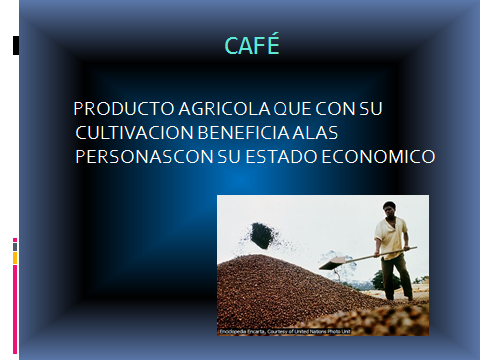 CAFÉ
PRODUCTO AGRICOLA QUE CON SU
CULTIVACION BENEFICIA ALAS
PERSONASCON SU ESTADO ECONOMICO
Enciclopedia Encarta, Courtesy of United Nations Photo Unit